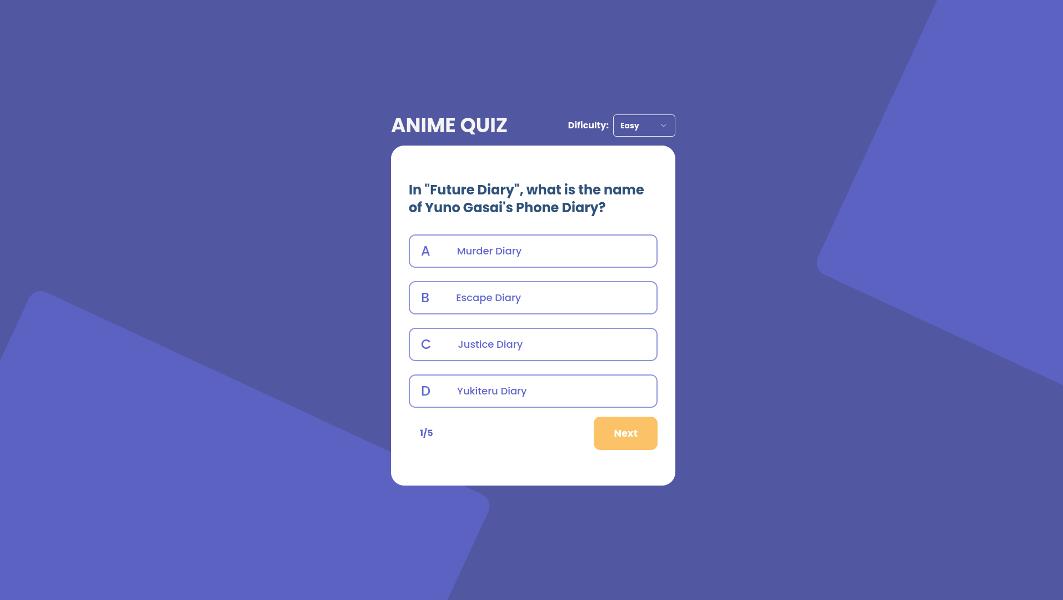 ANIME QUIZ
Dificulty:
Easy
In "Future Diary", what is the name
of Yuno Gasai's Phone Diary?
A Murder Diary
B Escape Diary
C Justice Diary
D Yukiteru Diary
1/5
Next